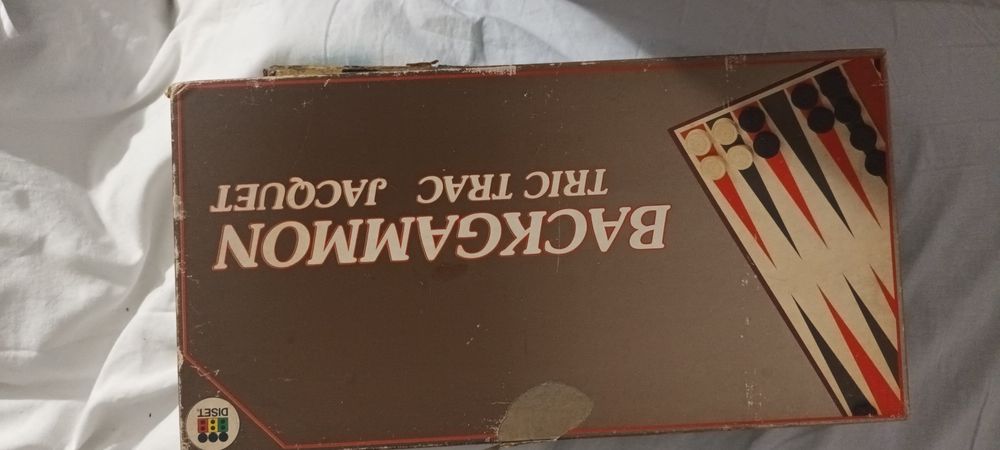 BACKGAMMON
TRIC TRAC JACQUET
DISET